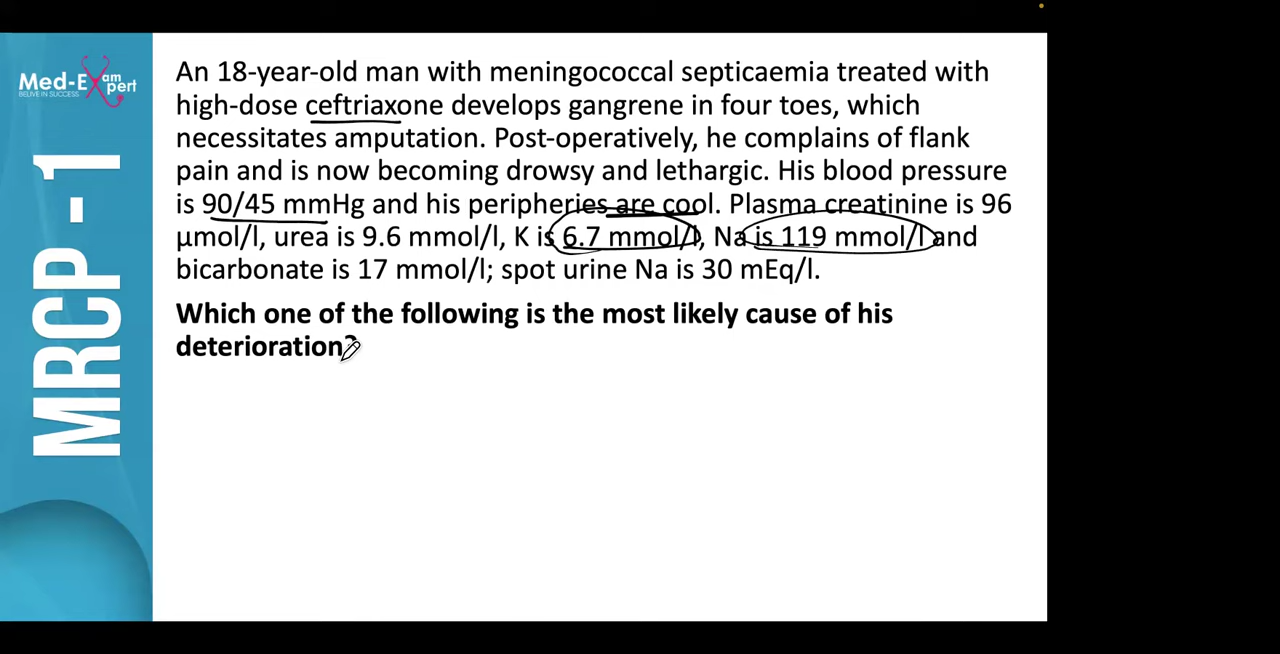 Med-Exam
Expert
BELIVE IN SUCCESS
MRCP - 1
An 18-year-old man with meningococcal septicaemia treated with
high-dose ceftriaxone develops gangrene in four toes, which
necessitates amputation. Post-operatively, he complains of flank
pain and is now becoming drowsy and lethargic. His blood pressure
is 90/45 mmHg and his peripheries are cool. Plasma creatinine is 96
μmol/l, urea is 9.6 mmol/l, K is 6.7 mmol/l, Na is 119 mmol/l and
bicarbonate is 17 mmol/l; spot urine Na is 30 mEq/l.
Which one of the following is the most likely cause of his
deterioration?